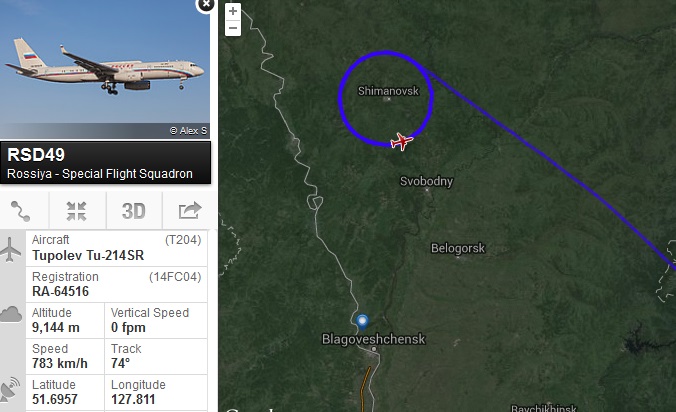 © Alex S
RSD49
Rossiya - Special Flight Squadron
3D
Aircraft (T204)
Tupolev Tu-214SR
Registration (14FC04)
RA-64516
Altitude Vertical Speed
9,144 m 0 fpm
Speed Track
783 km/h 74°
Latitude Longitude
51.6957 127.811
+
−
Shimanovsk
Svobodny
Belogorsk
Blagoveshchensk